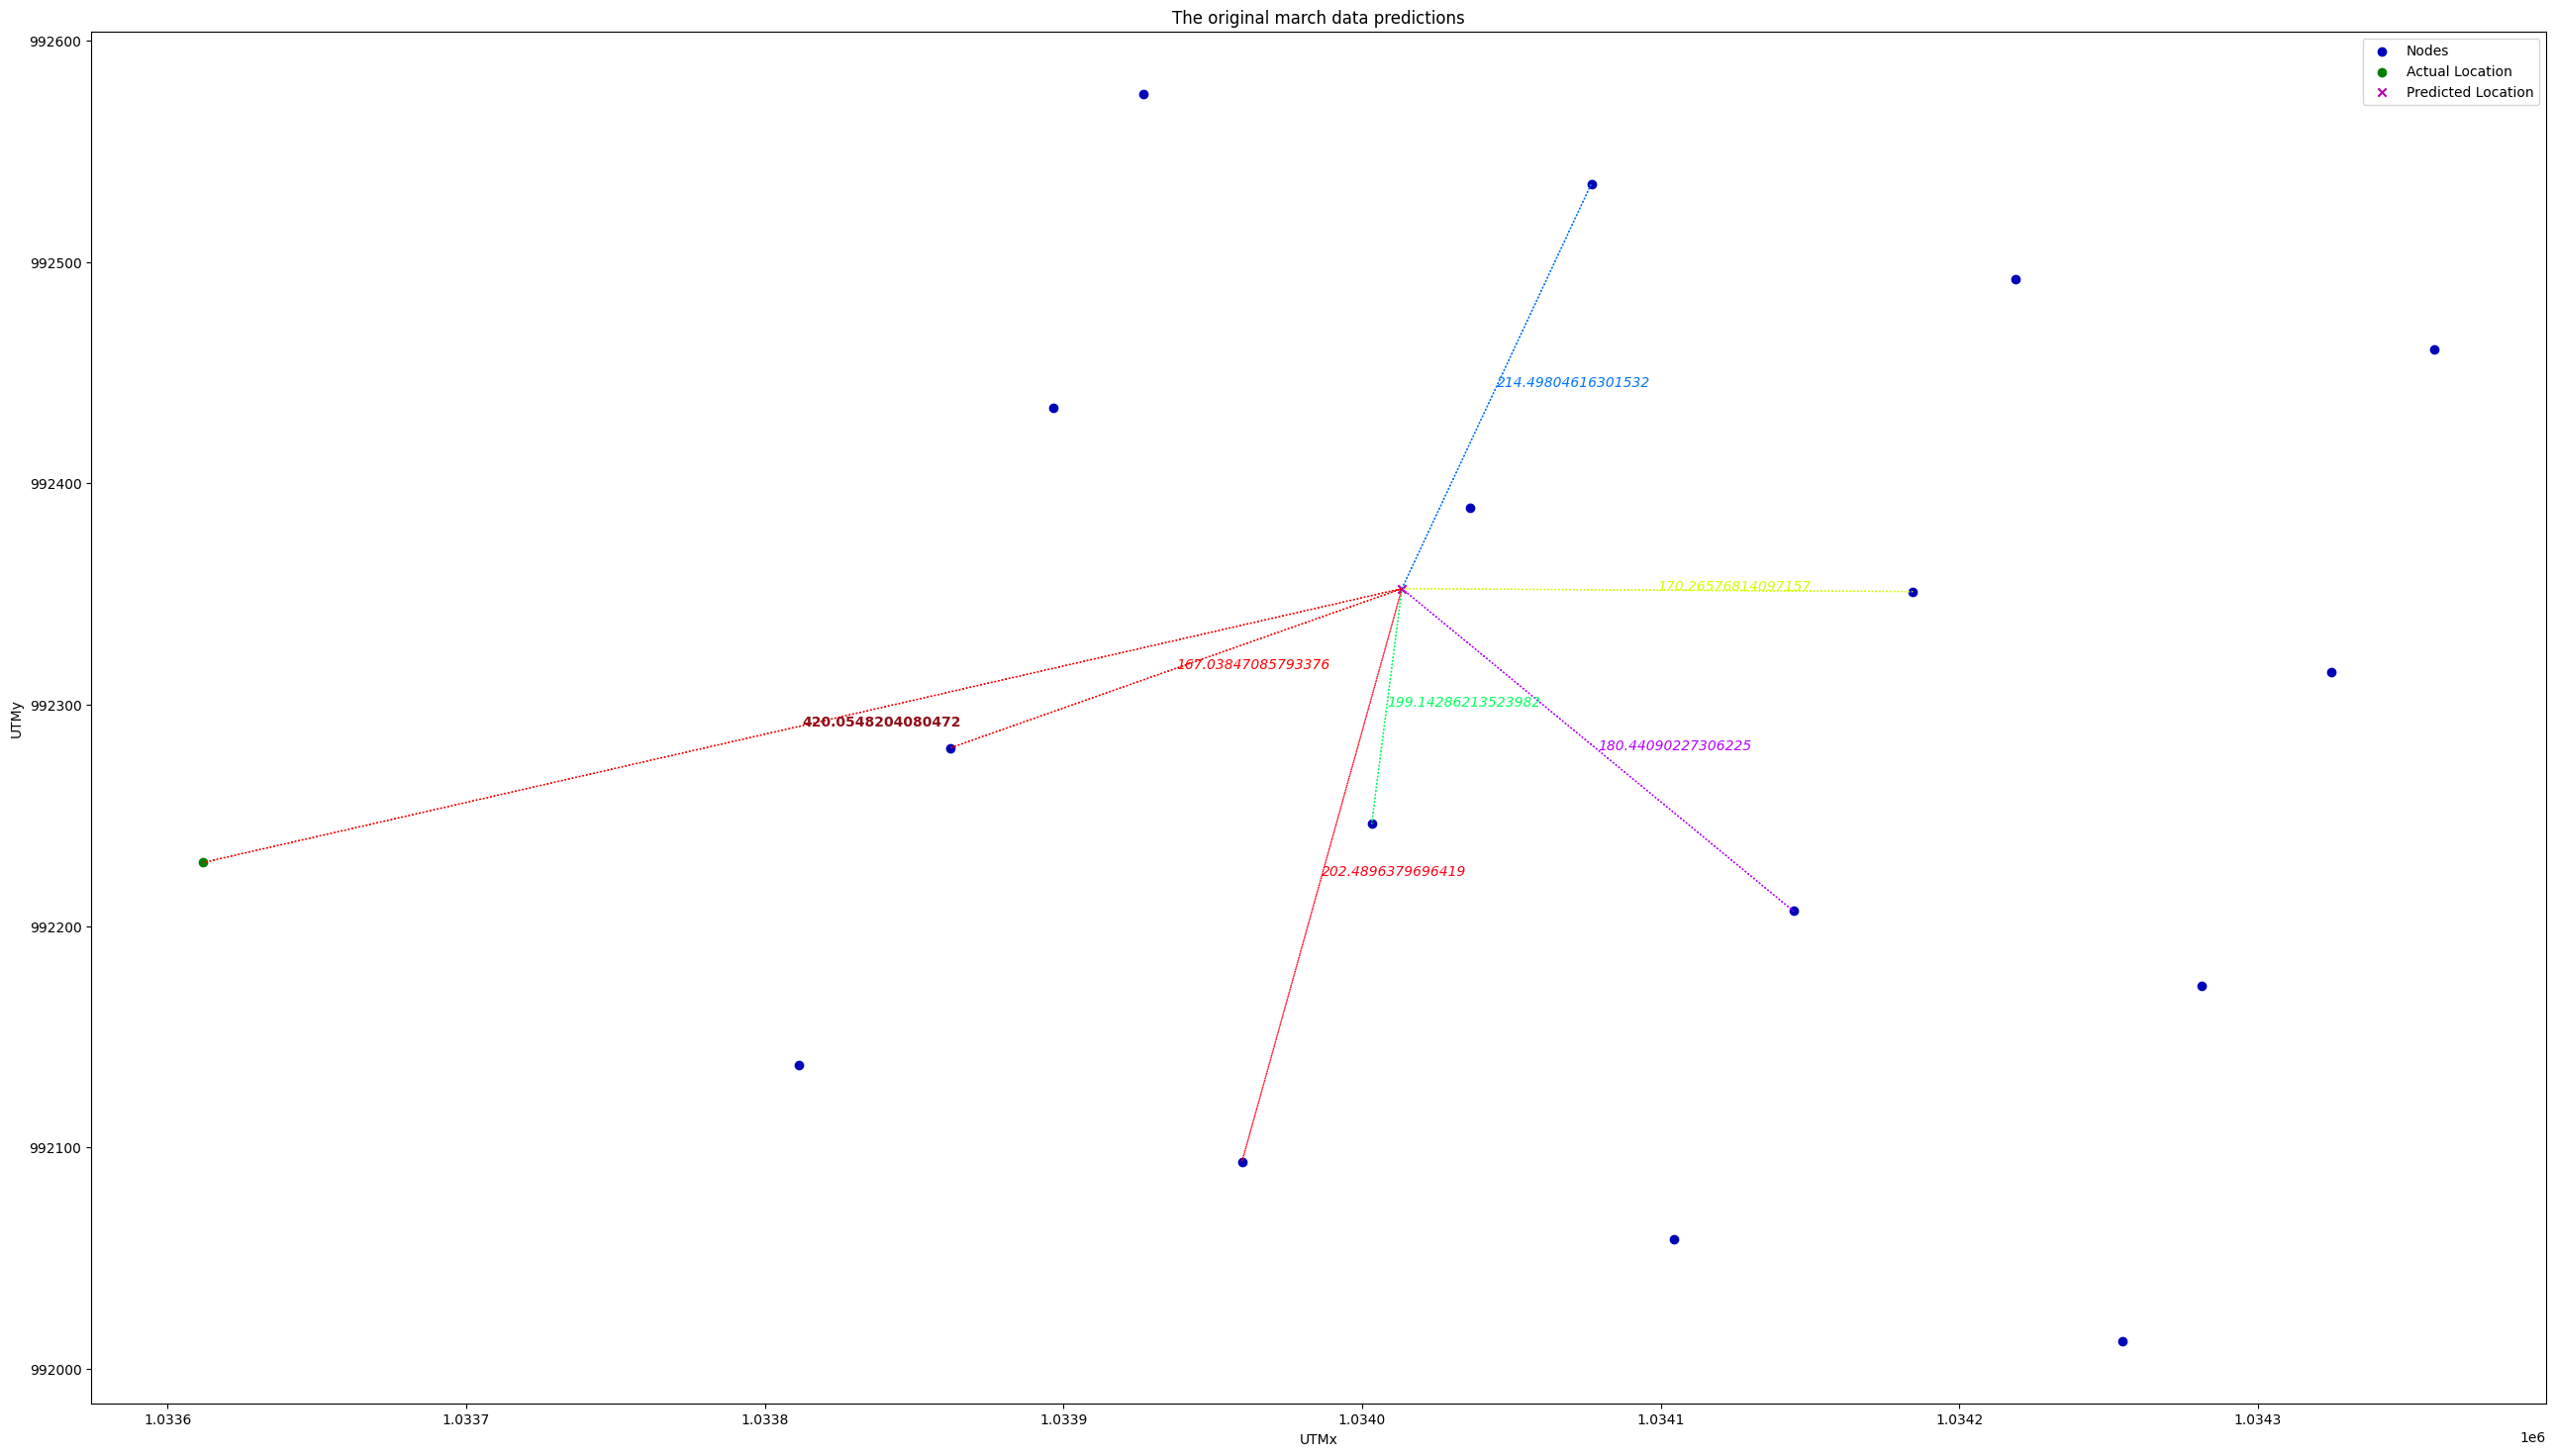 The original march data predictions
Nodes
Actual Location
Predicted Location
992600
992500
992400
992300
992200
992100
992000
UTMy
214.49804616301532
170.26576814097157
167.03847085793376
199.14286213523982
420.0548204080472
180.44090227306225
202.4896379696419
1.0336 1.0337 1.0338 1.0339 1.0340 1.0341 1.0342 1.0343
UTMx
1e6